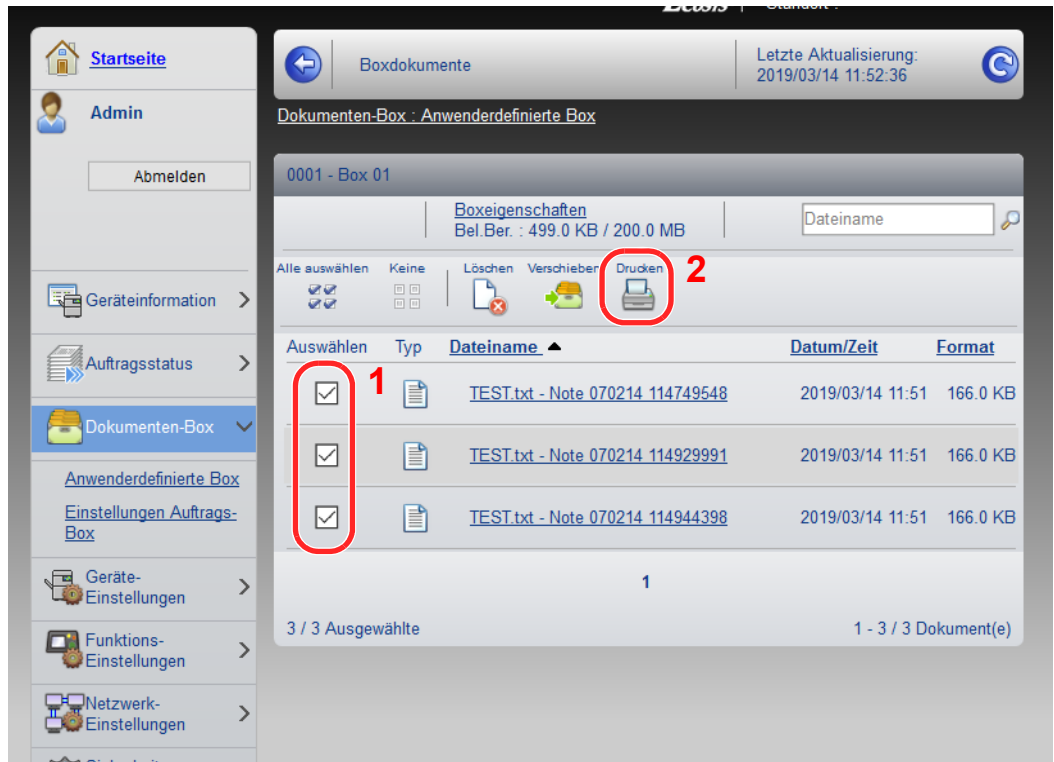 Startseite
Admin
Abmelden
Geräteinformation
Auftragsstatus
Dokumenten-Box
Anwenderdefinierte Box
Einstellungen Auftrags-
Box
Geräte-
Einstellungen
Funktions-
Einstellungen
Netzwerk-
Einstellungen
Boxdokumente
Letzte Aktualisierung:
2019/03/14 11:52:36
Dokumenten-Box : Anwenderdefinierte Box
0001 - Box 01
Boxeigenschaften
Bel.Ber. : 499.0 KB / 200.0 MB
Dateiname
Alle auswählen Keine Löschen Verschieben Drucken
2
Auswählen Typ Dateiname Datum/Zeit Format
1
TEST.txt - Note 070214 114749548 2019/03/14 11:51 166.0 KB
TEST.txt - Note 070214 114929991 2019/03/14 11:51 166.0 KB
TEST.txt - Note 070214 114944398 2019/03/14 11:51 166.0 KB
1
3 / 3 Ausgewählte 1 - 3 / 3 Dokument(e)